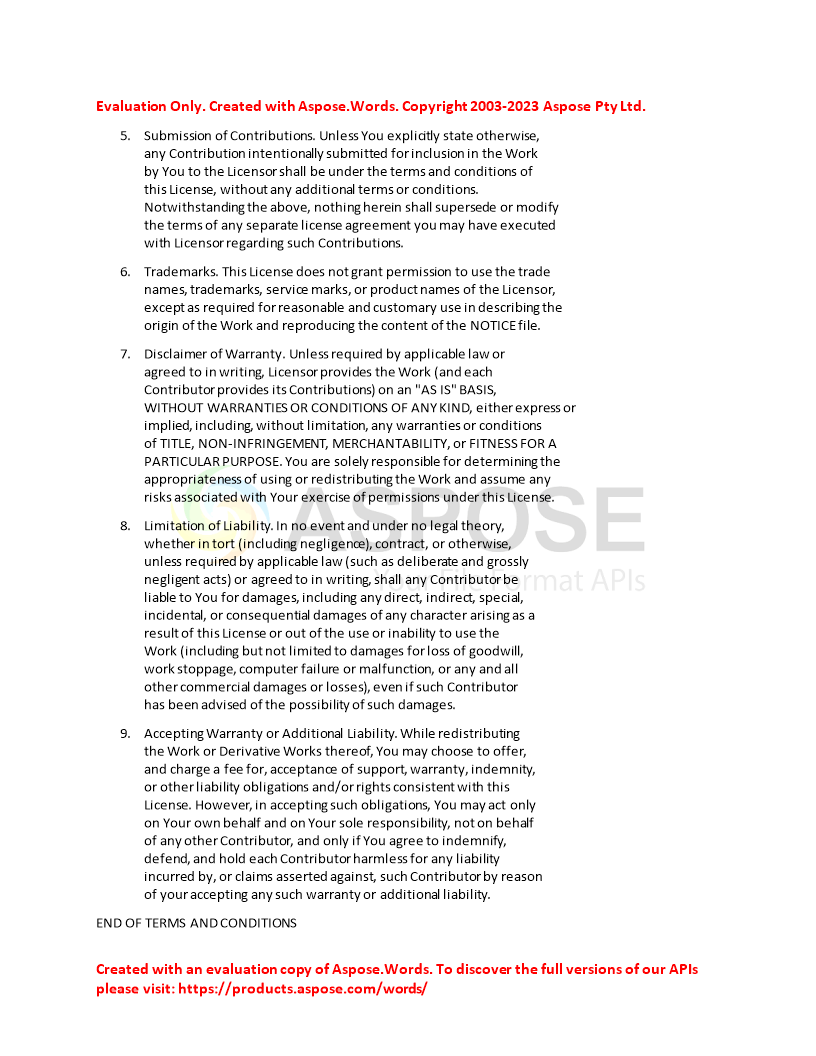 Evaluation Only. Created with Aspose.Words. Copyright 2003-2023 Aspose Pty Ltd.
5. Submission of Contributions. Unless You explicitly state otherwise,
any Contribution intentionally submitted for inclusion in the Work
by You to the Licensor shall be under the terms and conditions of
this License, without any additional terms or conditions.
Notwithstanding the above, nothing herein shall supersede or modify
the terms of any separate license agreement you may have executed
with Licensor regarding such Contributions.
6. Trademarks. This License does not grant permission to use the trade
names, trademarks, service marks, or product names of the Licensor,
except as required for reasonable and customary use in describing the
origin of the Work and reproducing the content of the NOTICE file.
7. Disclaimer of Warranty. Unless required by applicable law or
agreed to in writing, Licensor provides the Work (and each
Contributor provides its Contributions) on an "AS IS" BASIS,
WITHOUT WARRANTIES OR CONDITIONS OF ANY KIND, either express or
implied, including, without limitation, any warranties or conditions
of TITLE, NON-INFRINGEMENT, MERCHANTABILITY, or FITNESS FOR A
PARTICULAR PURPOSE. You are solely responsible for determining the
appropriateness of using or redistributing the Work and assume any
risks associated with Your exercise of permissions under this License.
ASPOSE
8. Limitation of Liability. In no event and under no legal theory,
whether in tort (including negligence), contract, or otherwise,
unless required by applicable law (such as deliberate and grossly
negligent acts) or agreed to in writing, shall any Contributor be
Your File Format APIs
liable to You for damages, including any direct, indirect, special,
incidental, or consequential damages of any character arising as a
result of this License or out of the use or inability to use the
Work (including but not limited to damages for loss of goodwill,
work stoppage, computer failure or malfunction, or any and all
other commercial damages or losses), even if such Contributor
has been advised of the possibility of such damages.
9. Accepting Warranty or Additional Liability. While redistributing
the Work or Derivative Works thereof, You may choose to offer,
and charge a fee for, acceptance of support, warranty, indemnity,
or other liability obligations and/or rights consistent with this
License. However, in accepting such obligations, You may act only
on Your own behalf and on Your sole responsibility, not on behalf
of any other Contributor, and only if You agree to indemnify,
defend, and hold each Contributor harmless for any liability
incurred by, or claims asserted against, such Contributor by reason
of your accepting any such warranty or additional liability.
END OF TERMS AND CONDITIONS
Created with an evaluation copy of Aspose.Words. To discover the full versions of our APIs
please visit: https://products.aspose.com/words/